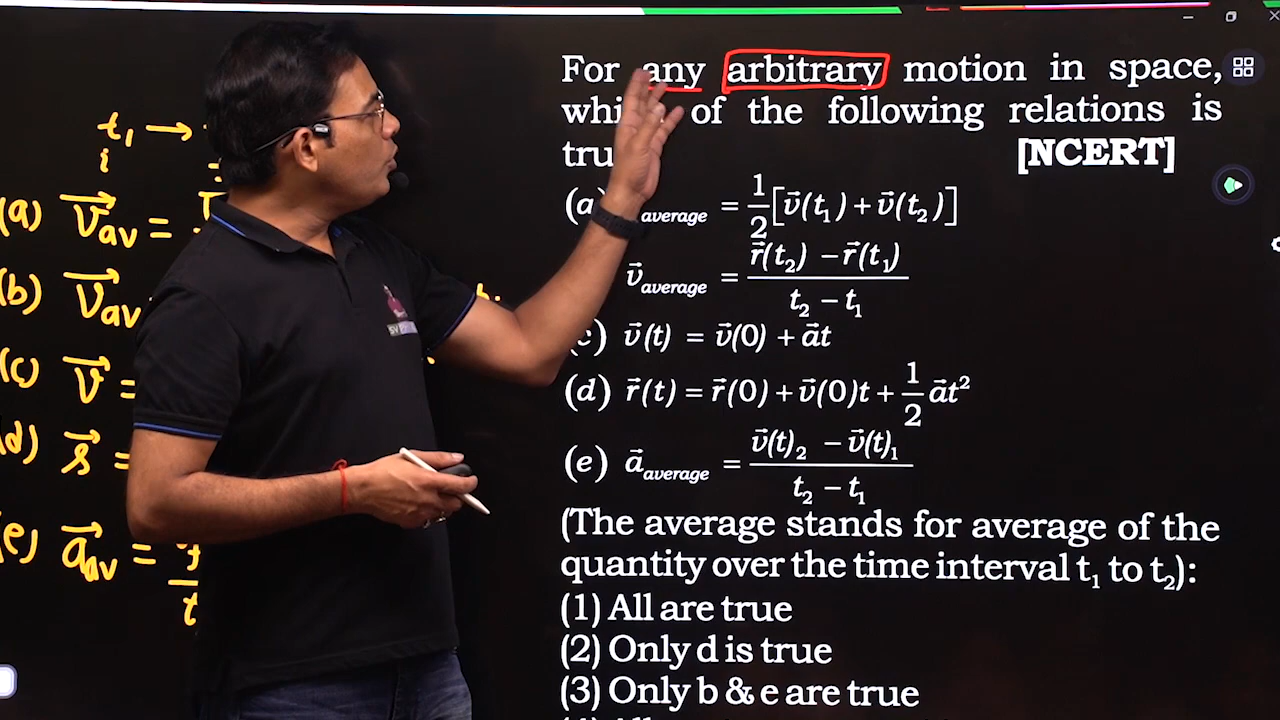 t₁ →
i
(a) v⃗av =
(b) v⃗av
(c) v⃗ =
(d) s⃗ =
(e) a⃗av =
t
For any arbitrary motion in space,
of the following relations is
[NCERT]
(a) average = 1/2[v⃗(t₁) + v⃗(t₂)]
v⃗average = (r⃗(t₂) − r⃗(t₁))/(t₂ − t₁)
(c) v⃗(t) = v⃗(0) + a⃗t
(d) r⃗(t) = r⃗(0) + v⃗(0)t + 1/2 a⃗t²
(e) a⃗average = (v⃗(t)₂ − v⃗(t)₁)/(t₂ − t₁)
(The average stands for average of the
quantity over the time interval t₁ to t₂):
(1) All are true
(2) Only d is true
(3) Only b & e are true